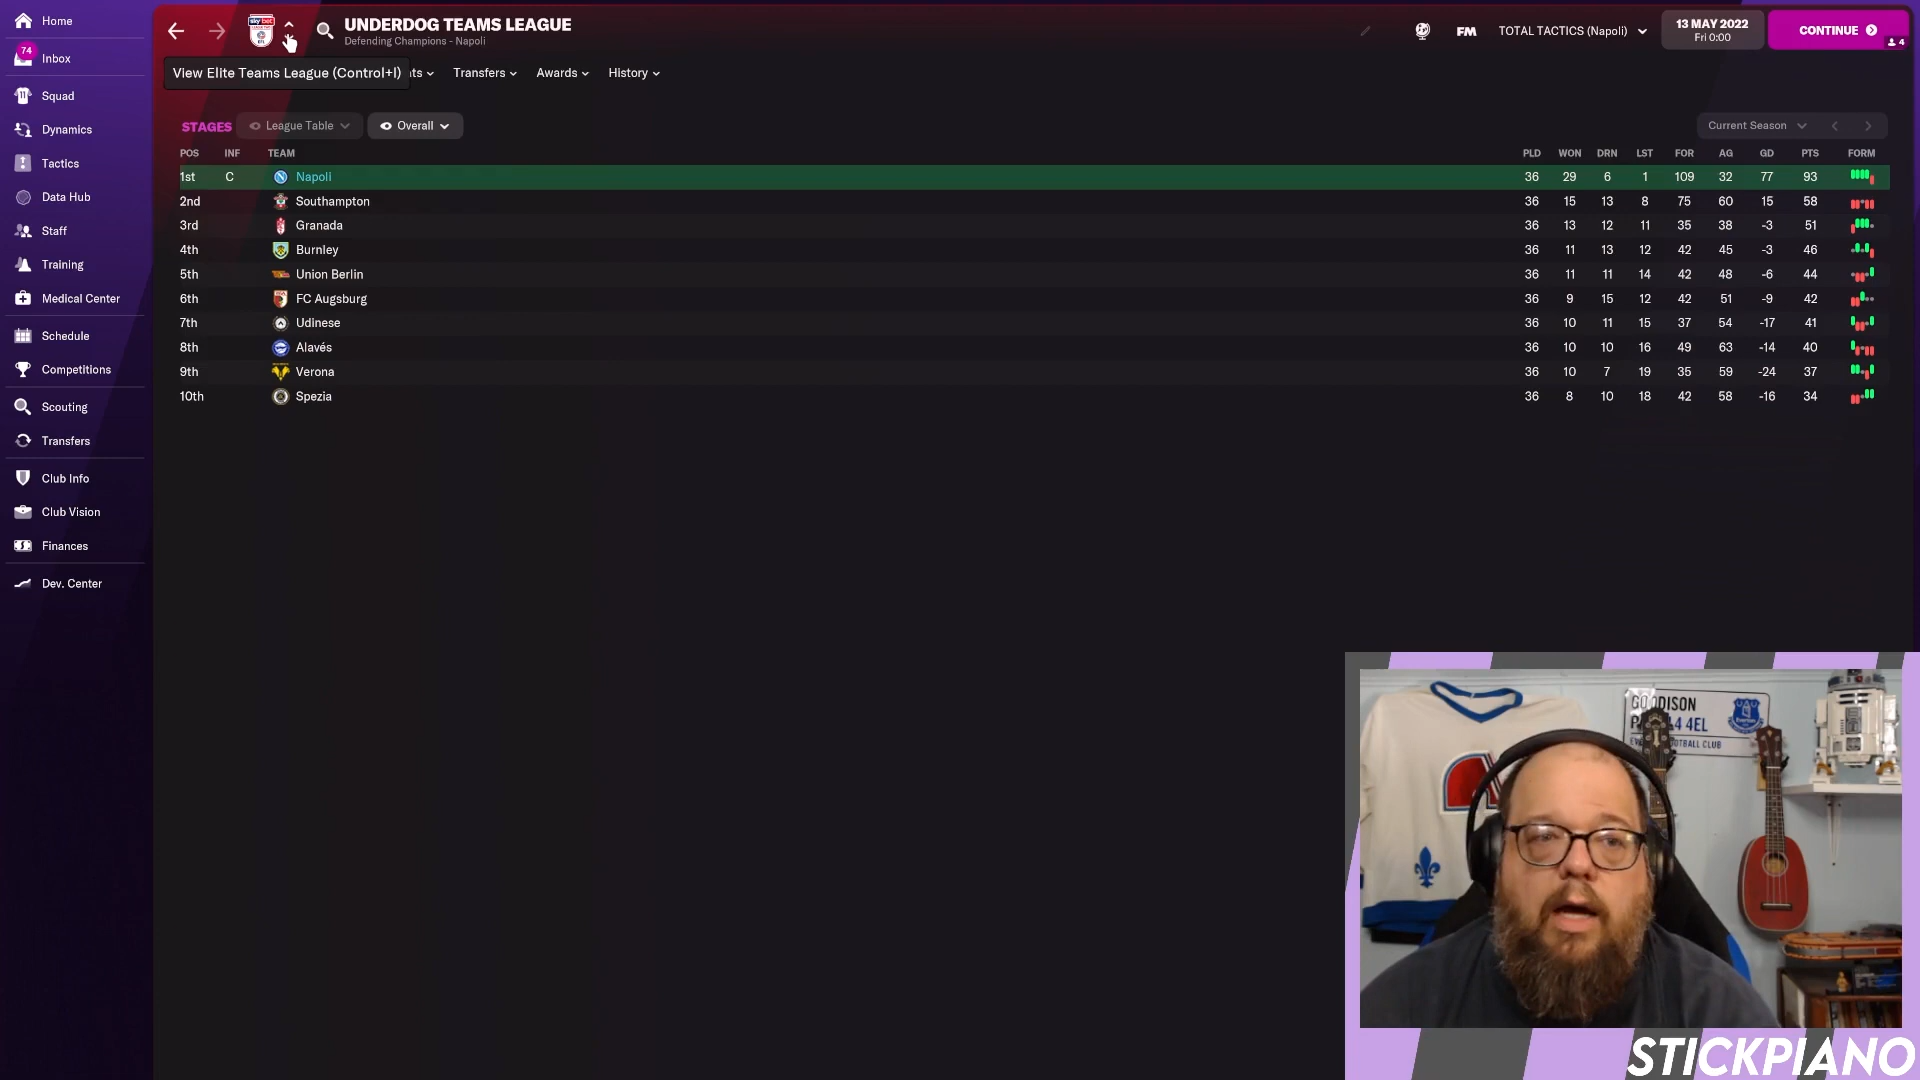 Home
74
Inbox
Squad
Dynamics
Tactics
Data Hub
Staff
Training
Medical Center
Schedule
Competitions
Scouting
Transfers
Club Info
Club Vision
Finances
Dev. Center
sky bet
EFL
UNDERDOG TEAMS LEAGUE
Defending Champions - Napoli
FM
TOTAL TACTICS (Napoli)
13 MAY 2022
Fri 0:00
CONTINUE
4
View Elite Teams League (Control+I)
ts
Transfers
Awards
History
STAGES
League Table
Overall
Current Season
POS INF TEAM PLD WON DRN LST FOR AG GD PTS FORM
1st C Napoli 36 29 6 1 109 32 77 93
2nd Southampton 36 15 13 8 75 60 15 58
3rd Granada 36 13 12 11 35 38 -3 51
4th Burnley 36 11 13 12 42 45 -3 46
5th Union Berlin 36 11 11 14 42 48 -6 44
6th FC Augsburg 36 9 15 12 42 51 -9 42
7th Udinese 36 10 11 15 37 54 -17 41
8th Alavés 36 10 10 16 49 63 -14 40
9th Verona 36 10 7 19 35 59 -24 37
10th Spezia 36 8 10 18 42 58 -16 34
4 4EL
STICKPIANO